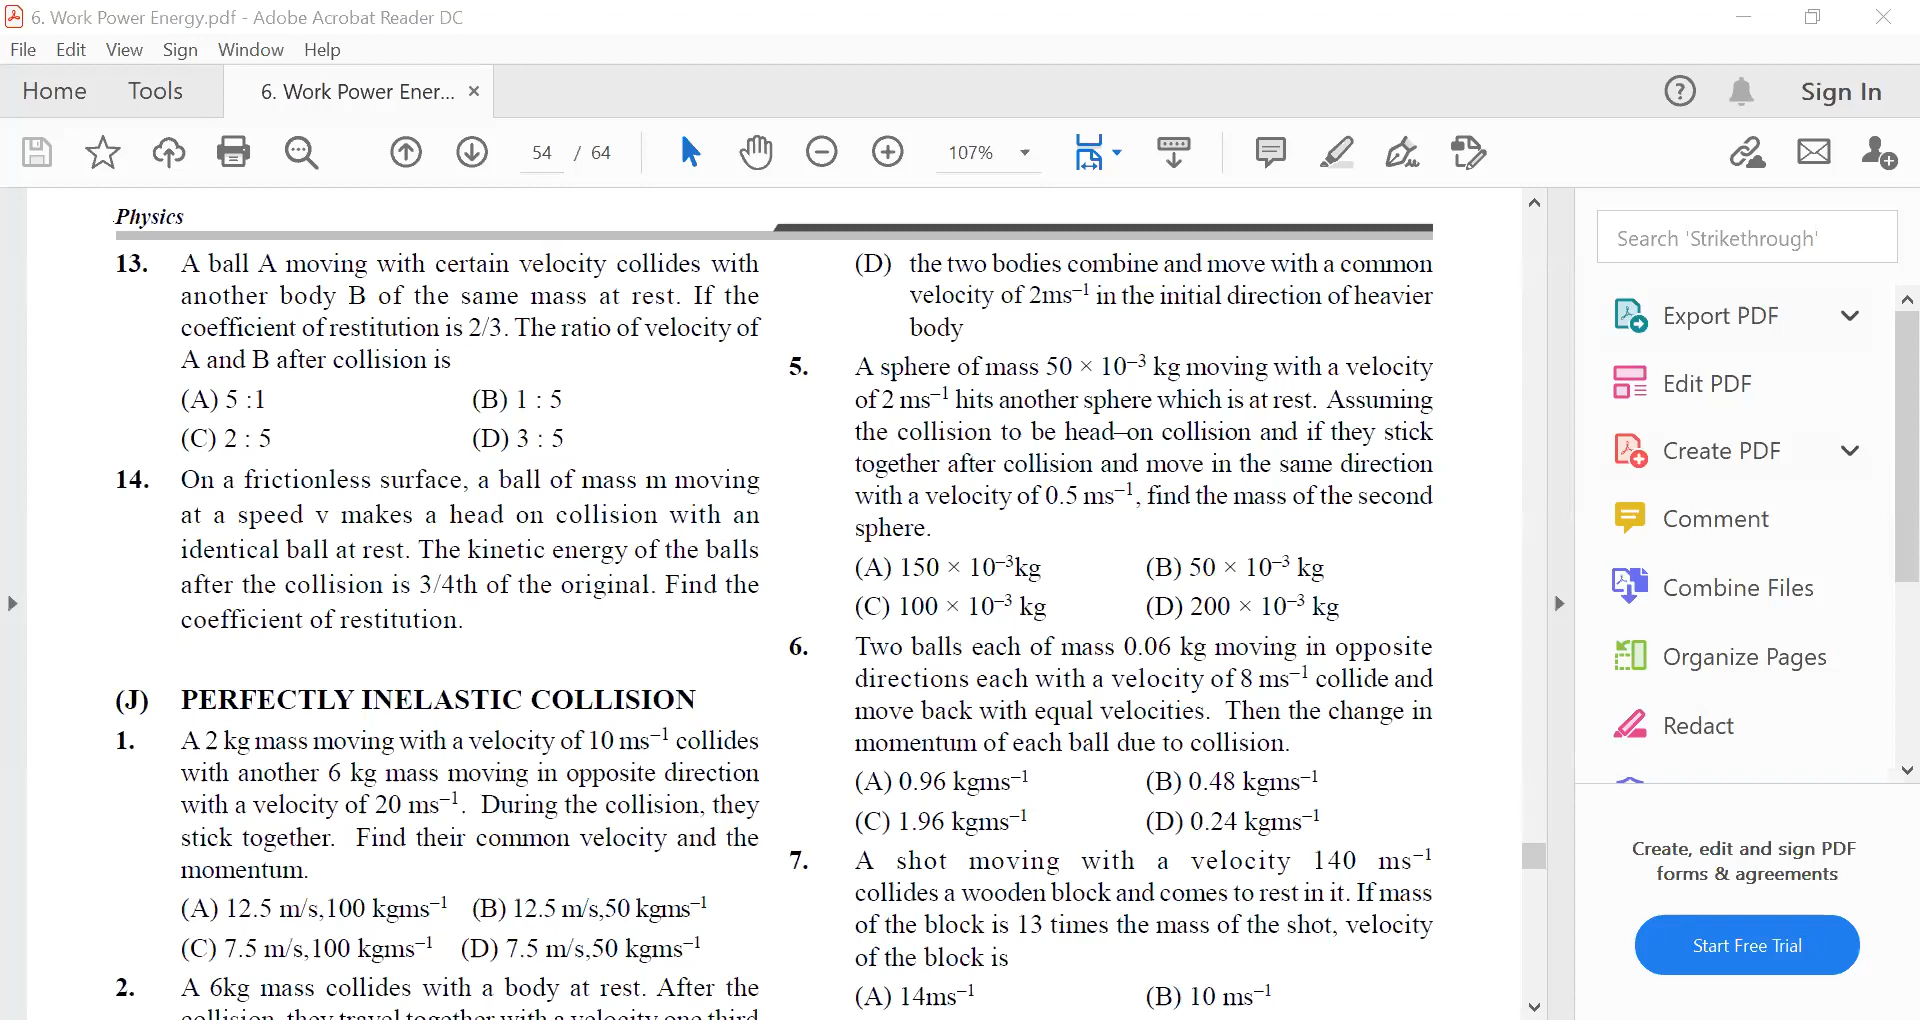 6. Work Power Energy.pdf - Adobe Acrobat Reader DC
File Edit View Sign Window Help
Home Tools 6. Work Power Ener... ×
Sign In
54 / 64
107%
Physics
13. A ball A moving with certain velocity collides with
another body B of the same mass at rest. If the
coefficient of restitution is 2/3. The ratio of velocity of
A and B after collision is
(A) 5 :1 (B) 1 : 5
(C) 2 : 5 (D) 3 : 5
14. On a frictionless surface, a ball of mass m moving
at a speed v makes a head on collision with an
identical ball at rest. The kinetic energy of the balls
after the collision is 3/4th of the original. Find the
coefficient of restitution.
(J) PERFECTLY INELASTIC COLLISION
1. A 2 kg mass moving with a velocity of 10 ms⁻¹ collides
with another 6 kg mass moving in opposite direction
with a velocity of 20 ms⁻¹. During the collision, they
stick together. Find their common velocity and the
momentum.
(A) 12.5 m/s,100 kgms⁻¹ (B) 12.5 m/s,50 kgms⁻¹
(C) 7.5 m/s,100 kgms⁻¹ (D) 7.5 m/s,50 kgms⁻¹
2. A 6kg mass collides with a body at rest. After the
collision, they travel together with a velocity one third
(D) the two bodies combine and move with a common
velocity of 2ms⁻¹ in the initial direction of heavier
body
5. A sphere of mass 50 × 10⁻³ kg moving with a velocity
of 2 ms⁻¹ hits another sphere which is at rest. Assuming
the collision to be head–on collision and if they stick
together after collision and move in the same direction
with a velocity of 0.5 ms⁻¹, find the mass of the second
sphere.
(A) 150 × 10⁻³kg (B) 50 × 10⁻³ kg
(C) 100 × 10⁻³ kg (D) 200 × 10⁻³ kg
6. Two balls each of mass 0.06 kg moving in opposite
directions each with a velocity of 8 ms⁻¹ collide and
move back with equal velocities. Then the change in
momentum of each ball due to collision.
(A) 0.96 kgms⁻¹ (B) 0.48 kgms⁻¹
(C) 1.96 kgms⁻¹ (D) 0.24 kgms⁻¹
7. A shot moving with a velocity 140 ms⁻¹
collides a wooden block and comes to rest in it. If mass
of the block is 13 times the mass of the shot, velocity
of the block is
(A) 14ms⁻¹ (B) 10 ms⁻¹
Search 'Strikethrough'
Export PDF
Edit PDF
Create PDF
Comment
Combine Files
Organize Pages
Redact
Create, edit and sign PDF
forms & agreements
Start Free Trial